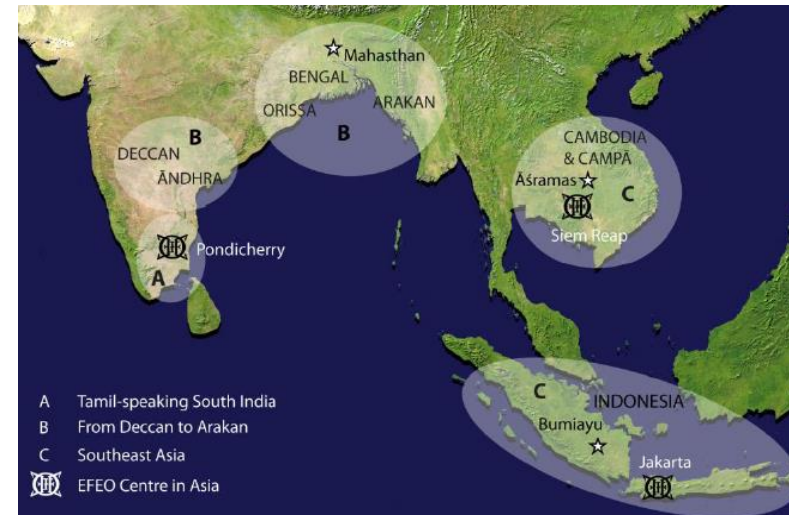 Mahasthan
BENGAL
ORISSA
ARAKAN
B
B
DECCAN
ĀNDHRA
CAMBODIA
& CAMPĀ
Āśramas
C
Siem Reap
Pondicherry
A
C
INDONESIA
Bumiayu
Jakarta
A Tamil-speaking South India
B From Deccan to Arakan
C Southeast Asia
EFEO Centre in Asia